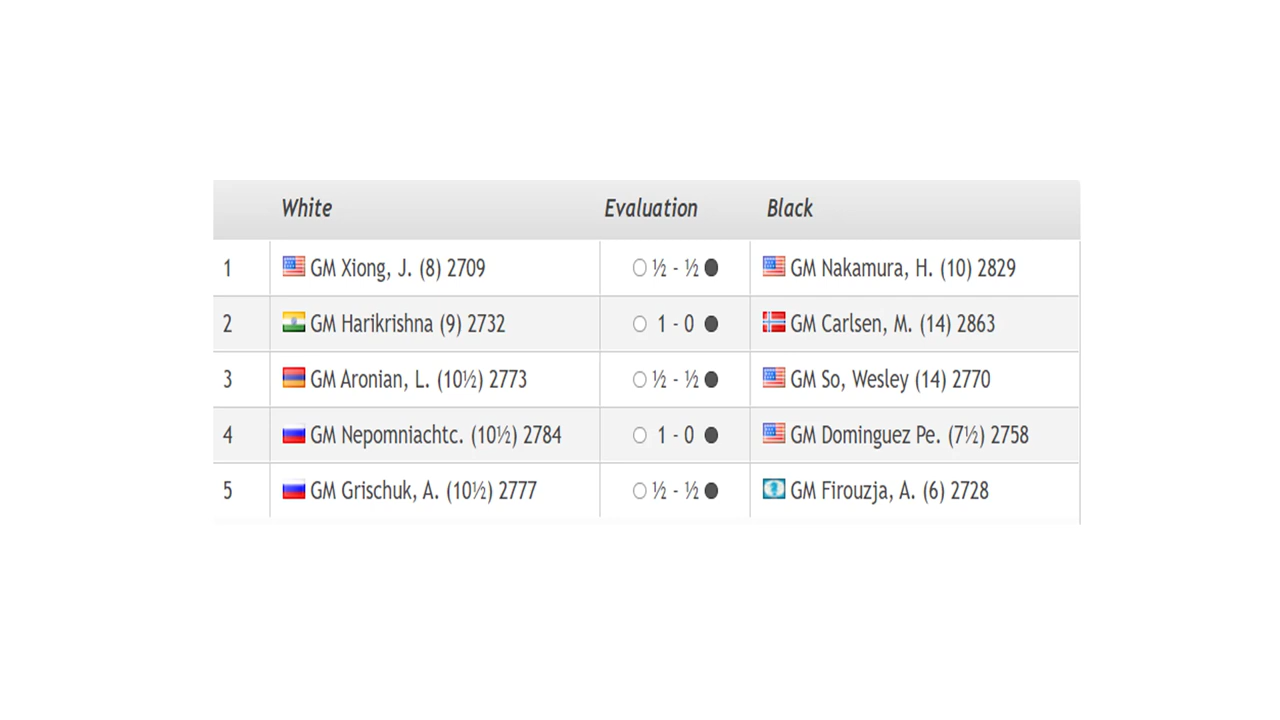 White Evaluation Black
1 GM Xiong, J. (8) 2709 ½ - ½ GM Nakamura, H. (10) 2829
2 GM Harikrishna (9) 2732 1 - 0 GM Carlsen, M. (14) 2863
3 GM Aronian, L. (10½) 2773 ½ - ½ GM So, Wesley (14) 2770
4 GM Nepomniachtc. (10½) 2784 1 - 0 GM Dominguez Pe. (7½) 2758
5 GM Grischuk, A. (10½) 2777 ½ - ½ GM Firouzja, A. (6) 2728